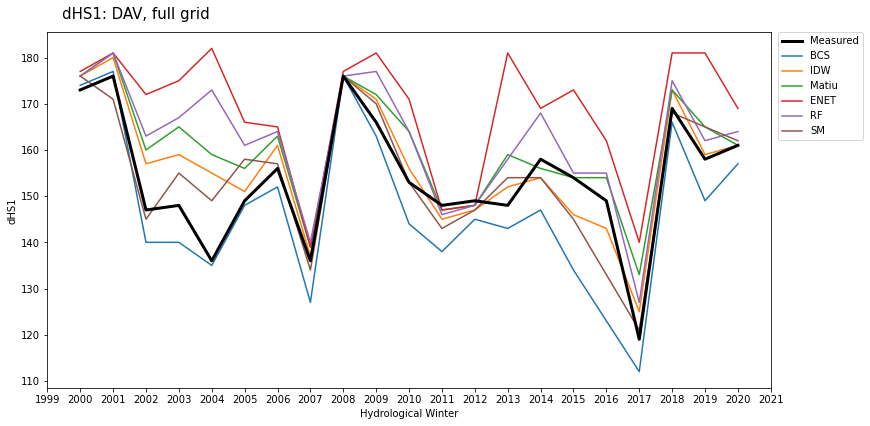 dHS1: DAV, full grid
Measured
BCS
IDW
Matiu
ENET
RF
SM
180
170
160
150
140
130
120
110
dHS1
1999 2000 2001 2002 2003 2004 2005 2006 2007 2008 2009 2010 2011 2012 2013 2014 2015 2016 2017 2018 2019 2020 2021
Hydrological Winter